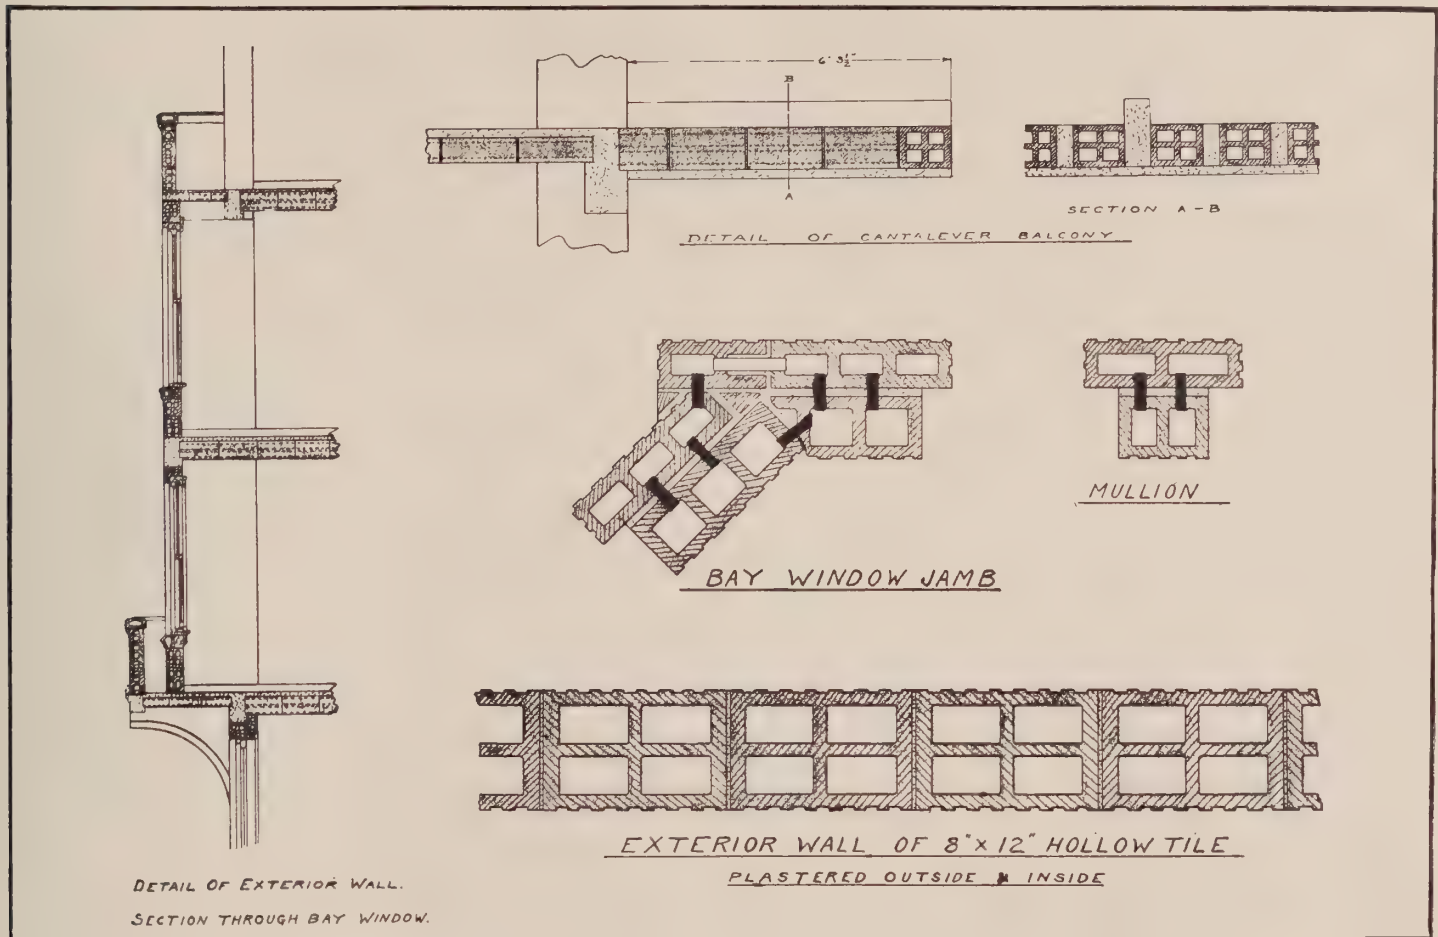 6' 3½"
B
A
SECTION A-B
DETAIL OF CANTALEVER BALCONY
MULLION
BAY WINDOW JAMB
EXTERIOR WALL OF 8"x 12" HOLLOW TILE
PLASTERED OUTSIDE & INSIDE
DETAIL OF EXTERIOR WALL.
SECTION THROUGH BAY WINDOW.